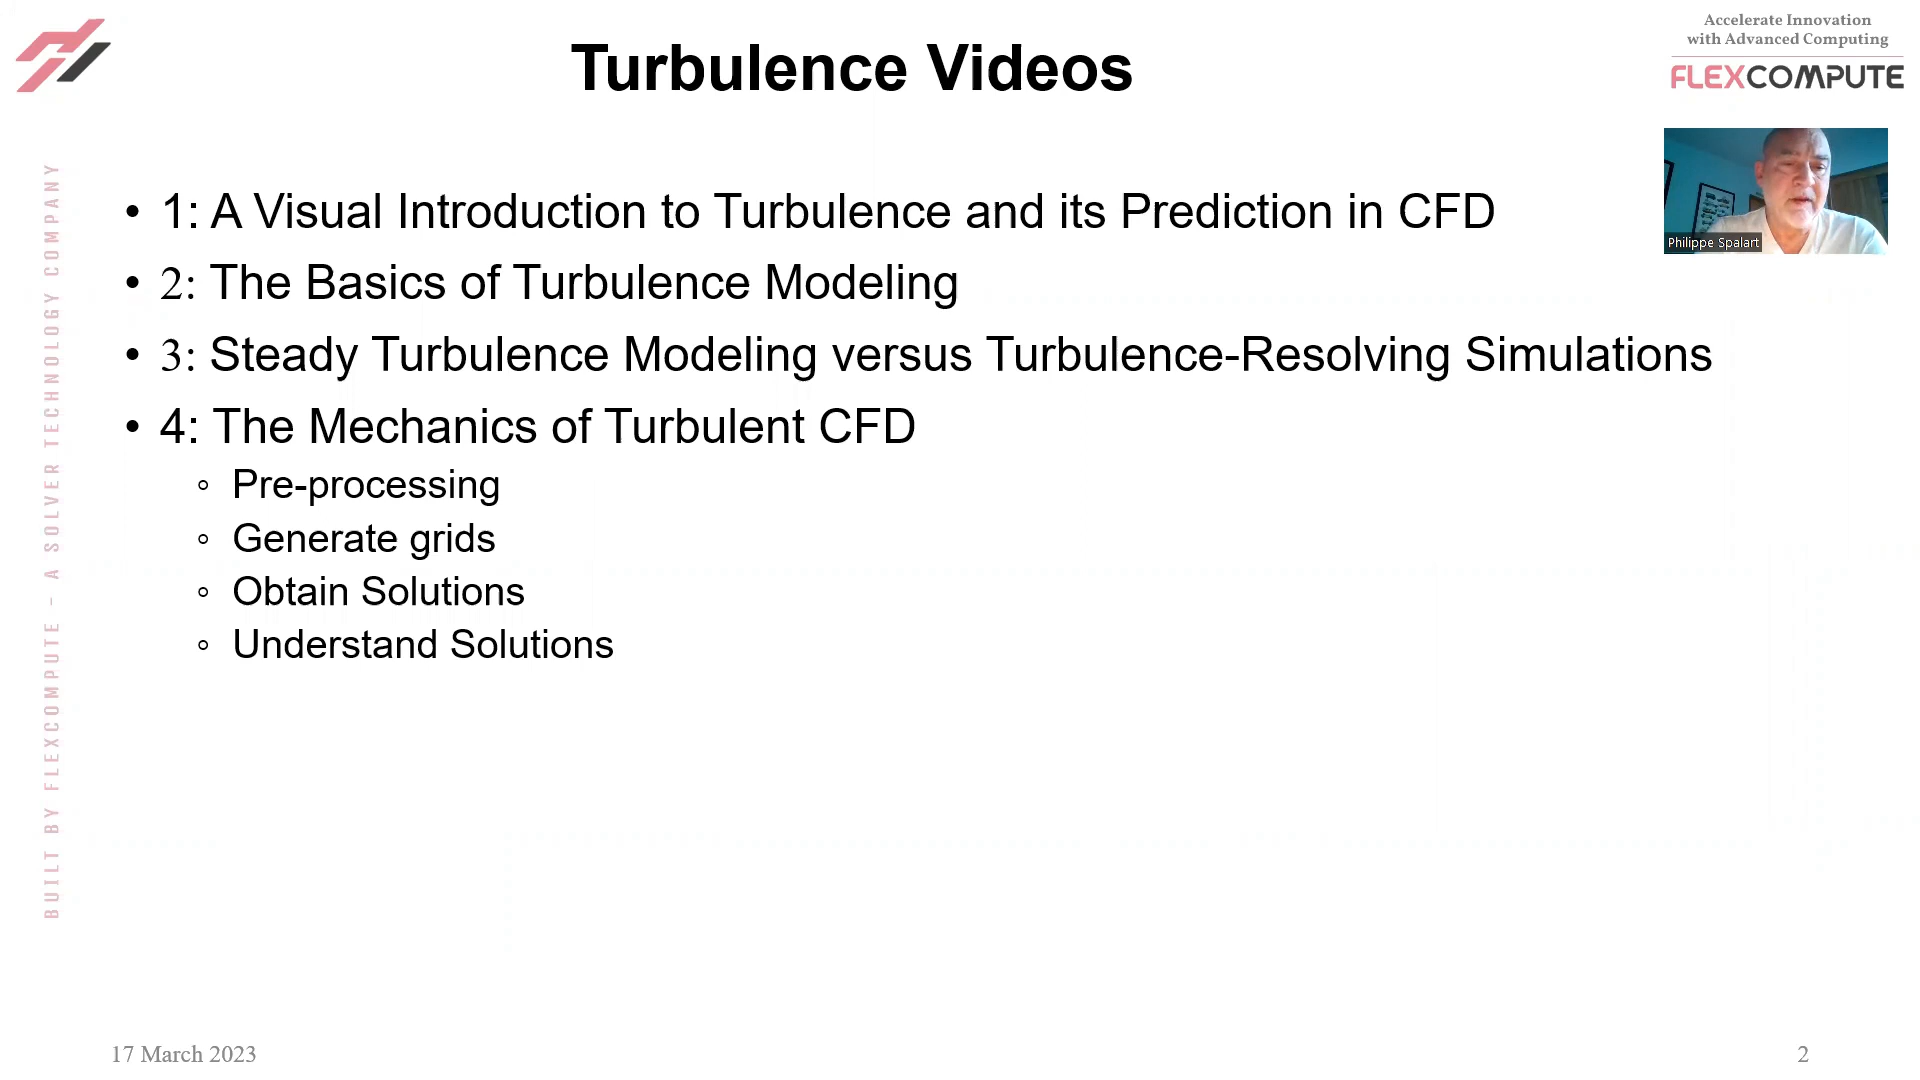 Turbulence Videos
Accelerate Innovation
with Advanced Computing
FLEXCOMPUTE
Philippe Spalart
BUILT BY FLEXCOMPUTE – A SOLVER TECHNOLOGY COMPANY
• 1: A Visual Introduction to Turbulence and its Prediction in CFD
• 2: The Basics of Turbulence Modeling
• 3: Steady Turbulence Modeling versus Turbulence-Resolving Simulations
• 4: The Mechanics of Turbulent CFD
◦ Pre-processing
◦ Generate grids
◦ Obtain Solutions
◦ Understand Solutions
17 March 2023
2